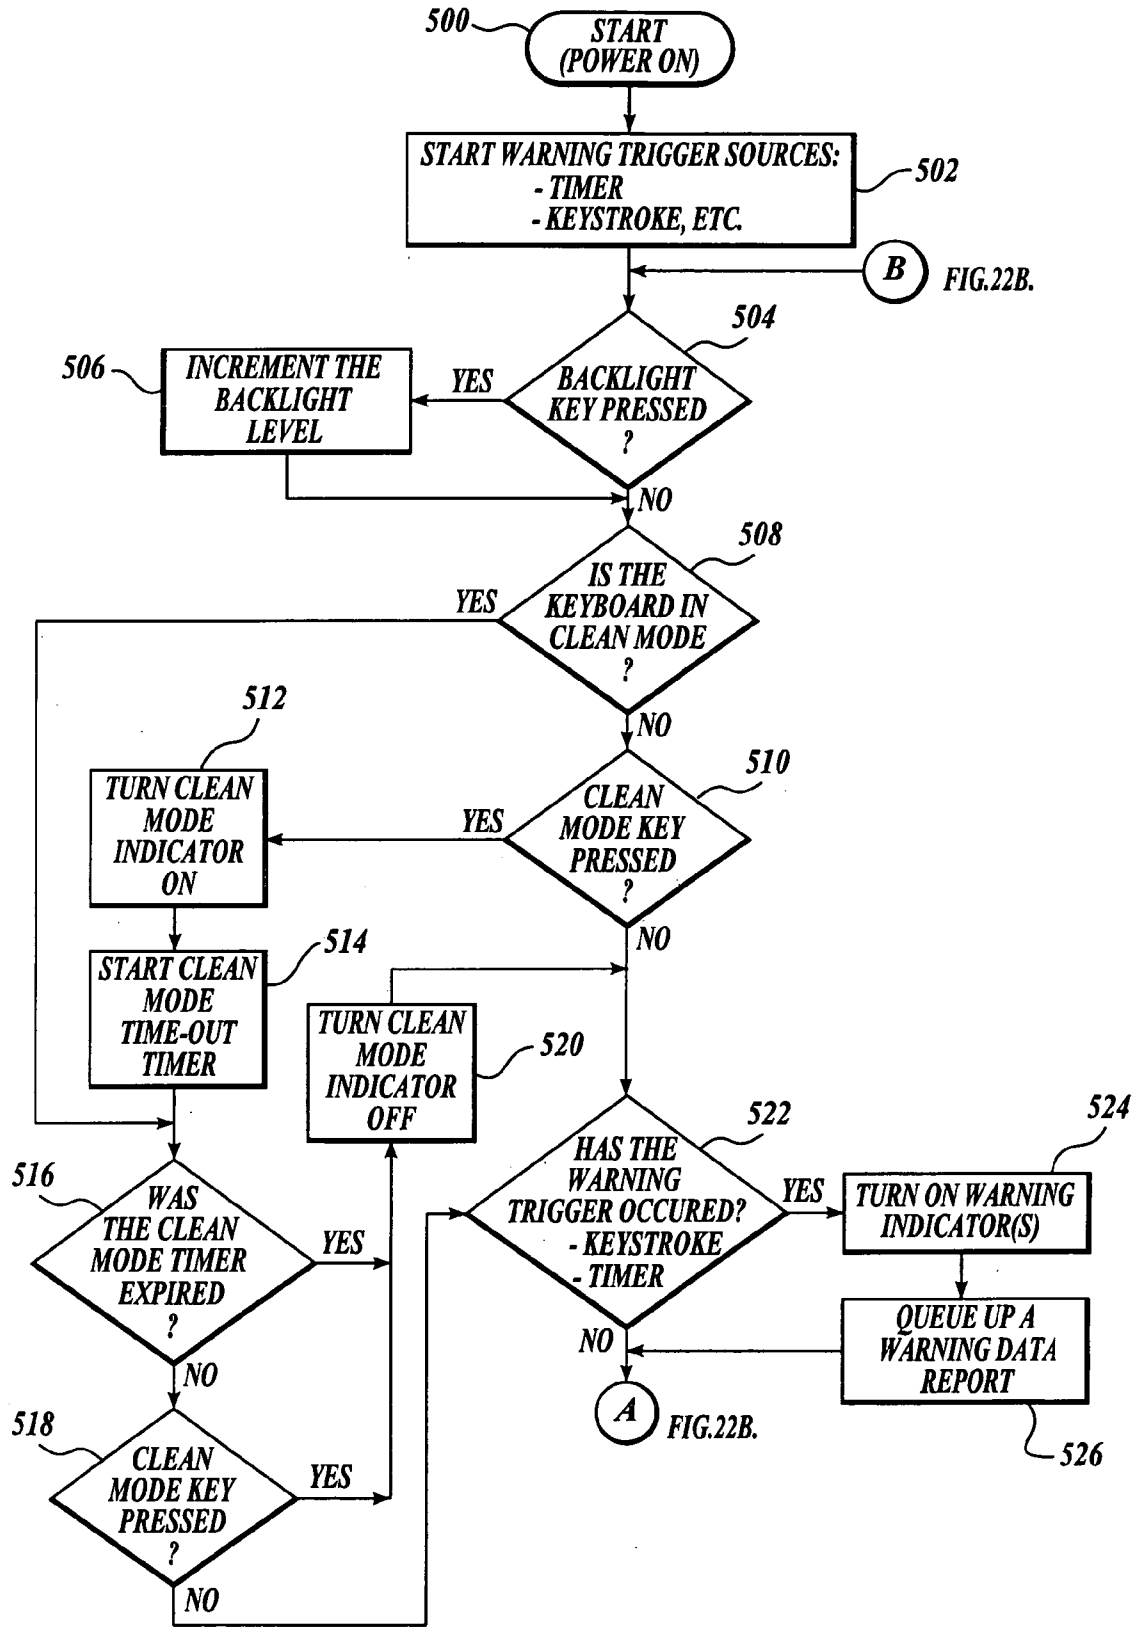 500
START
(POWER ON)
START WARNING TRIGGER SOURCES:
- TIMER
- KEYSTROKE, ETC.
502
B
FIG.22B.
504
BACKLIGHT
KEY PRESSED
?
YES
506
INCREMENT THE
BACKLIGHT
LEVEL
NO
508
IS THE
KEYBOARD IN
CLEAN MODE
?
YES
NO
510
CLEAN
MODE KEY
PRESSED
?
YES
512
TURN CLEAN
MODE
INDICATOR
ON
NO
514
START CLEAN
MODE
TIME-OUT
TIMER
TURN CLEAN
MODE
INDICATOR
OFF
520
516
WAS
THE CLEAN
MODE TIMER
EXPIRED
?
YES
NO
518
CLEAN
MODE KEY
PRESSED
?
YES
NO
522
HAS THE
WARNING
TRIGGER OCCURED?
- KEYSTROKE
- TIMER
YES
524
TURN ON WARNING
INDICATOR(S)
QUEUE UP A
WARNING DATA
REPORT
526
NO
A
FIG.22B.